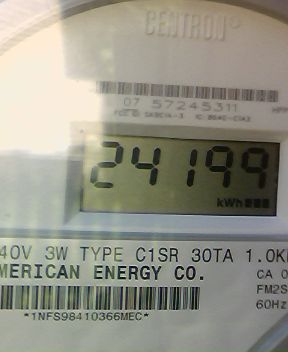 CENTRON®
07 57245311
24199
kWh
40V 3W TYPE C1SR 30TA 1.0K
MERICAN ENERGY CO.
CA 0
FM2S
60Hz
*1NFS98410366MEC*